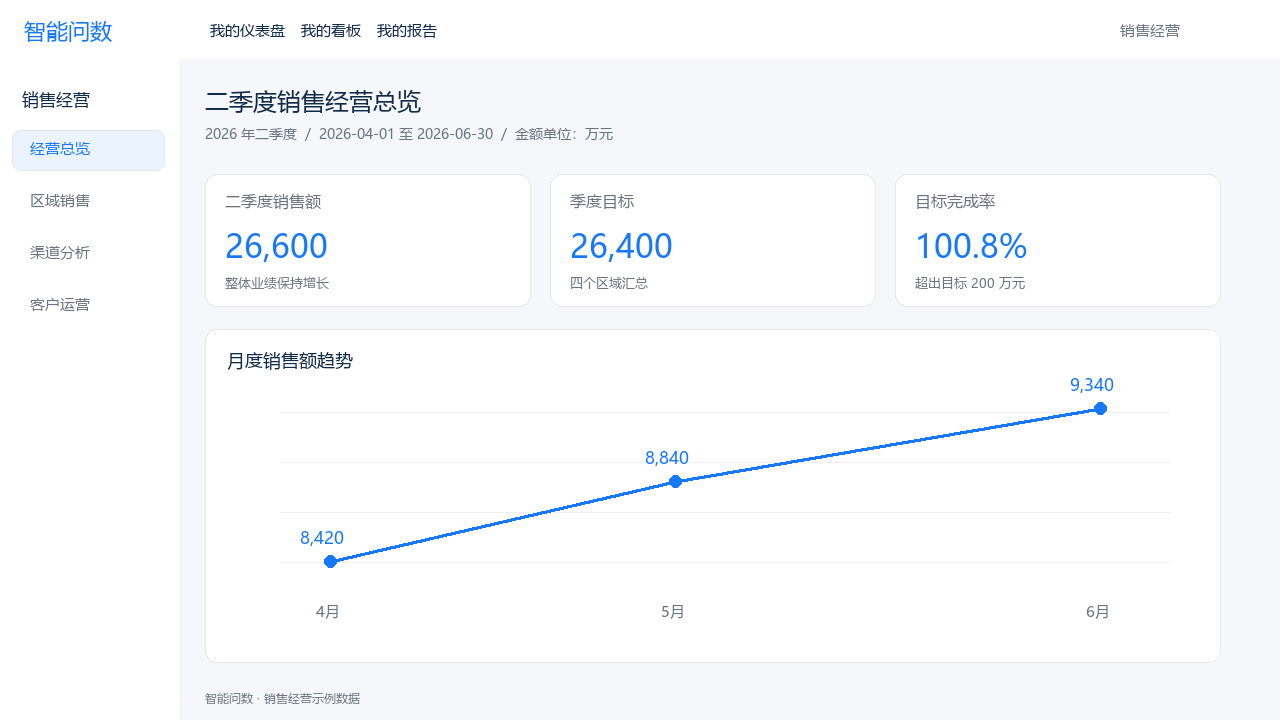 智能问数
我的仪表盘 我的看板 我的报告
销售经营
销售经营
经营总览
区域销售
渠道分析
客户运营
二季度销售经营总览
2026 年二季度 / 2026-04-01 至 2026-06-30 / 金额单位：万元
二季度销售额
26,600
整体业绩保持增长
季度目标
26,400
四个区域汇总
目标完成率
100.8%
超出目标 200 万元
月度销售额趋势
8,420
8,840
9,340
4月
5月
6月
智能问数 · 销售经营示例数据